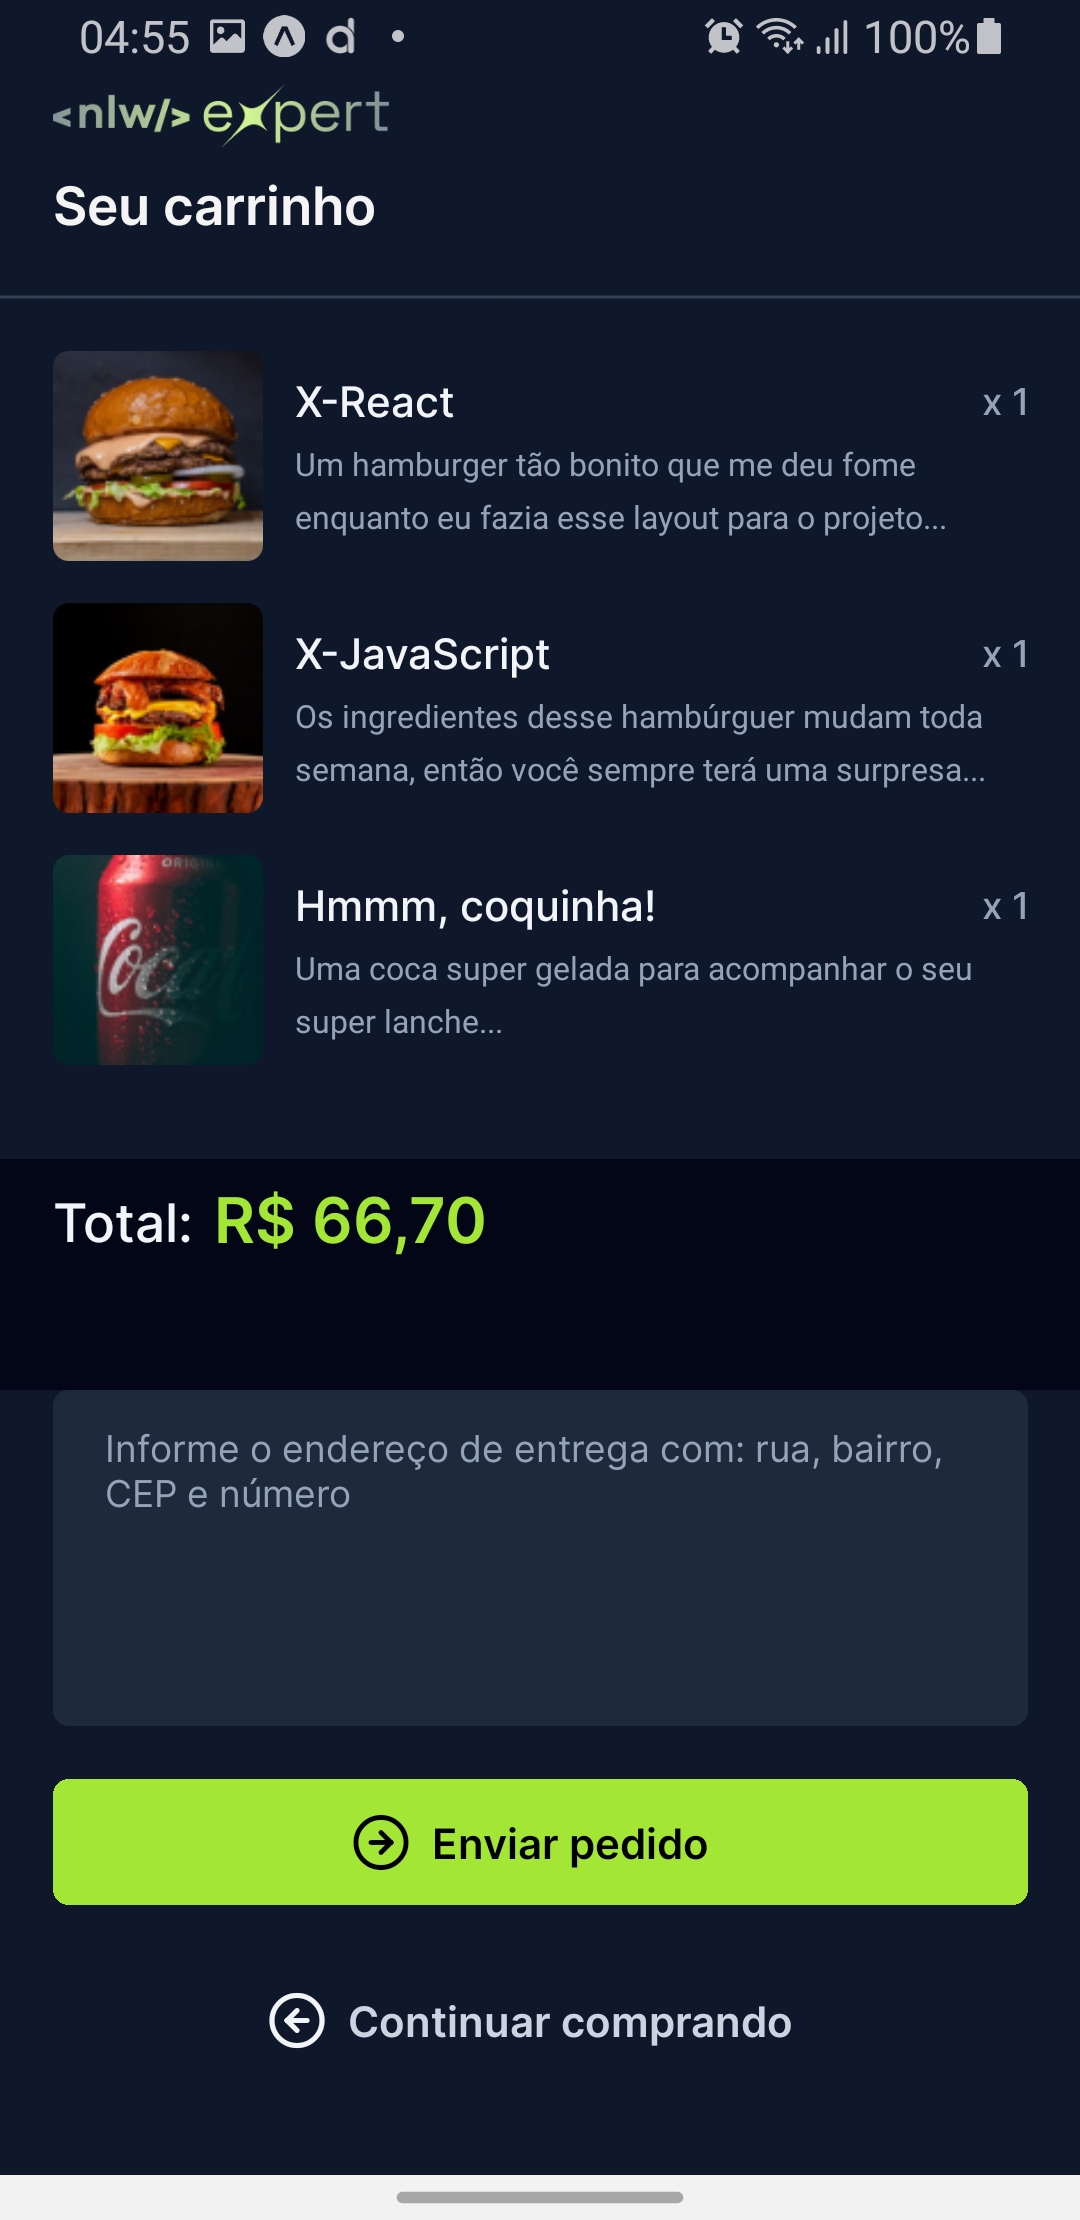 04:55
100%
<nlw/> expert
Seu carrinho
X-React
x 1
Um hamburger tão bonito que me deu fome
enquanto eu fazia esse layout para o projeto...
X-JavaScript
x 1
Os ingredientes desse hambúrguer mudam toda
semana, então você sempre terá uma surpresa...
ORIGIN
Coca
Hmmm, coquinha!
x 1
Uma coca super gelada para acompanhar o seu
super lanche...
Total: R$ 66,70
Informe o endereço de entrega com: rua, bairro,
CEP e número
Enviar pedido
Continuar comprando